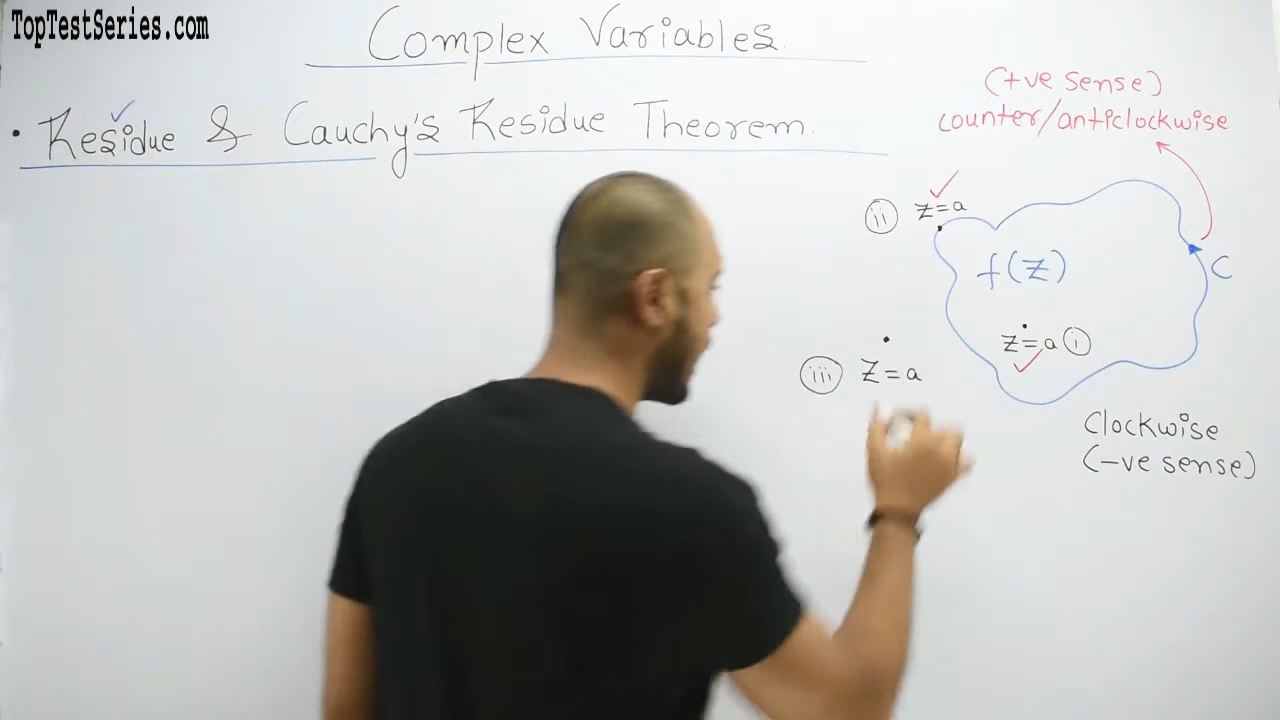 TopTestSeries.com
Complex Variables.
• Residue & Cauchy's Residue Theorem.
(+ve sense)
counter/anticlockwise
(ii) z=a
f(z)
C
z=a (i)
(iii) z=a
Clockwise
(-ve sense)